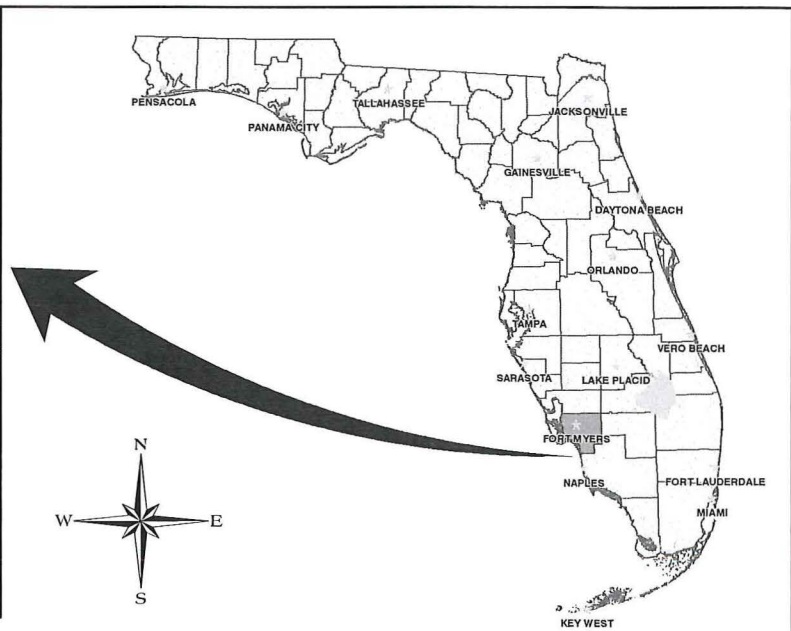 PENSACOLA
TALLAHASSEE
JACKSONVILLE
PANAMA CITY
GAINESVILLE
DAYTONA BEACH
ORLANDO
TAMPA
VERO BEACH
SARASOTA
LAKE PLACID
FORT MYERS
NAPLES
FORT LAUDERDALE
MIAMI
KEY WEST
N
W
E
S